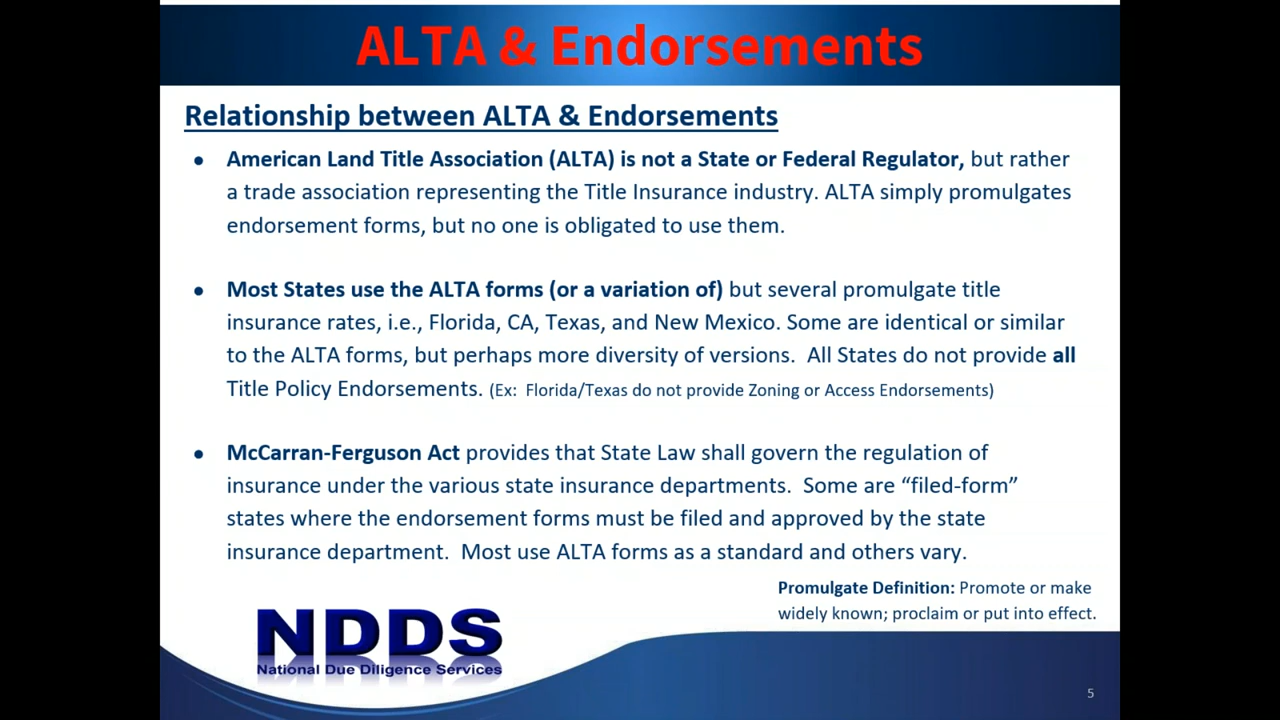 ALTA & Endorsements
Relationship between ALTA & Endorsements
● American Land Title Association (ALTA) is not a State or Federal Regulator, but rather
a trade association representing the Title Insurance industry. ALTA simply promulgates
endorsement forms, but no one is obligated to use them.
● Most States use the ALTA forms (or a variation of) but several promulgate title
insurance rates, i.e., Florida, CA, Texas, and New Mexico. Some are identical or similar
to the ALTA forms, but perhaps more diversity of versions.  All States do not provide all
Title Policy Endorsements. (Ex:  Florida/Texas do not provide Zoning or Access Endorsements)
● McCarran-Ferguson Act provides that State Law shall govern the regulation of
insurance under the various state insurance departments.  Some are “filed-form”
states where the endorsement forms must be filed and approved by the state
insurance department.  Most use ALTA forms as a standard and others vary.
Promulgate Definition: Promote or make
widely known; proclaim or put into effect.
NDDS
National Due Diligence Services
5